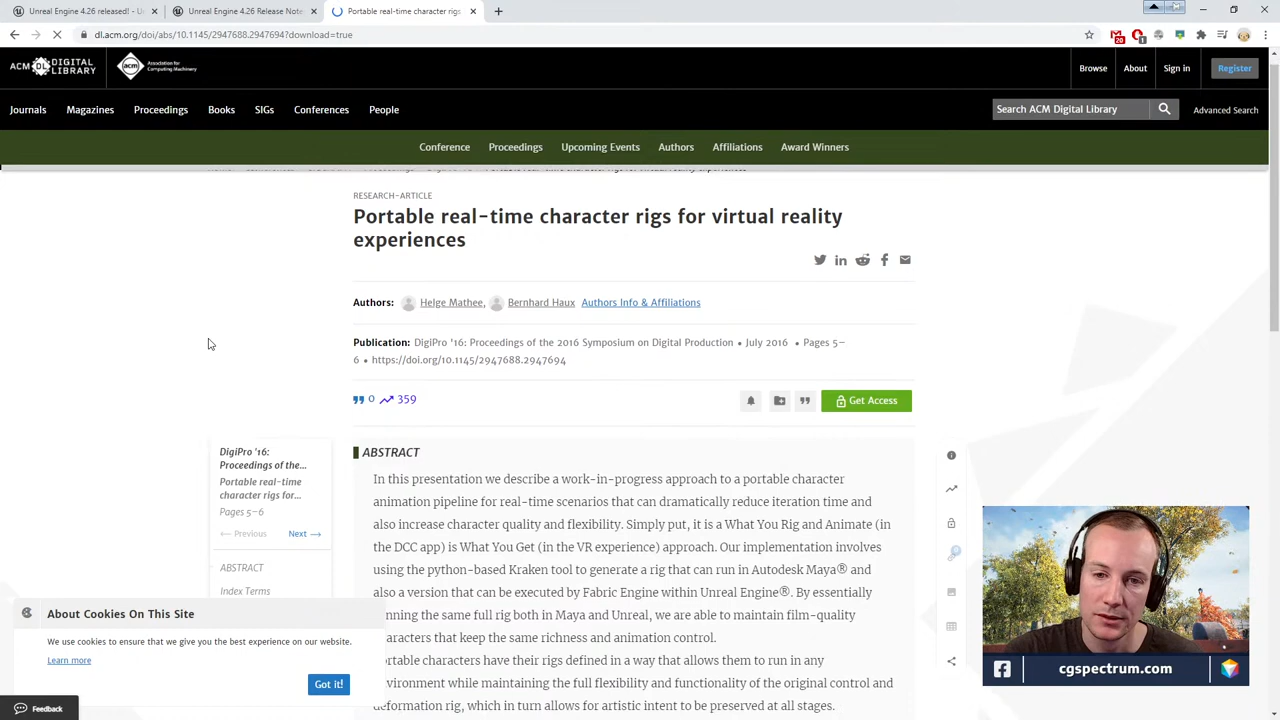 Unreal Engine 4.26 released! - U
Unreal Engine 4.26 Release Note
Portable real-time character rigs
dl.acm.org/doi/abs/10.1145/2947688.2947694?download=true
ACM DIGITAL LIBRARY
acm Association for Computing Machinery
Browse About Sign in Register
Journals Magazines Proceedings Books SIGs Conferences People
Search ACM Digital Library
Advanced Search
Conference Proceedings Upcoming Events Authors Affiliations Award Winners
RESEARCH-ARTICLE
Portable real-time character rigs for virtual reality
experiences
Authors: Helge Mathee, Bernhard Haux Authors Info & Affiliations
Publication: DigiPro '16: Proceedings of the 2016 Symposium on Digital Production • July 2016 • Pages 5–
6 • https://doi.org/10.1145/2947688.2947694
0 359
Get Access
DigiPro '16:
Proceedings of the...
Portable real-time
character rigs for...
Pages 5–6
← Previous Next →
ABSTRACT
Index Terms
ABSTRACT
In this presentation we describe a work-in-progress approach to a portable character
animation pipeline for real-time scenarios that can dramatically reduce iteration time and
also increase character quality and flexibility. Simply put, it is a What You Rig and Animate (in
the DCC app) is What You Get (in the VR experience) approach. Our implementation involves
using the python-based Kraken tool to generate a rig that can run in Autodesk Maya® and
also a version that can be executed by Fabric Engine within Unreal Engine®. By essentially
nning the same full rig both in Maya and Unreal, we are able to maintain film-quality
aracters that keep the same richness and animation control.
ortable characters have their rigs defined in a way that allows them to run in any
nvironment while maintaining the full flexibility and functionality of the original control and
deformation rig, which in turn allows for artistic intent to be preserved at all stages.
About Cookies On This Site
We use cookies to ensure that we give you the best experience on our website.
Learn more
Got it!
Feedback
cgspectrum.com